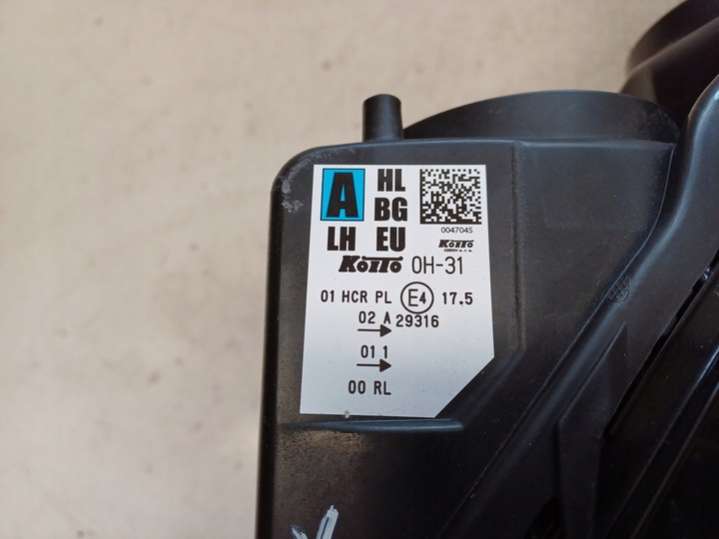 A HL
BG
LH EU
0047045
KOITO
KOITO 0H-31
01 HCR PL E4 17.5
02 A 29316
01 1
00 RL